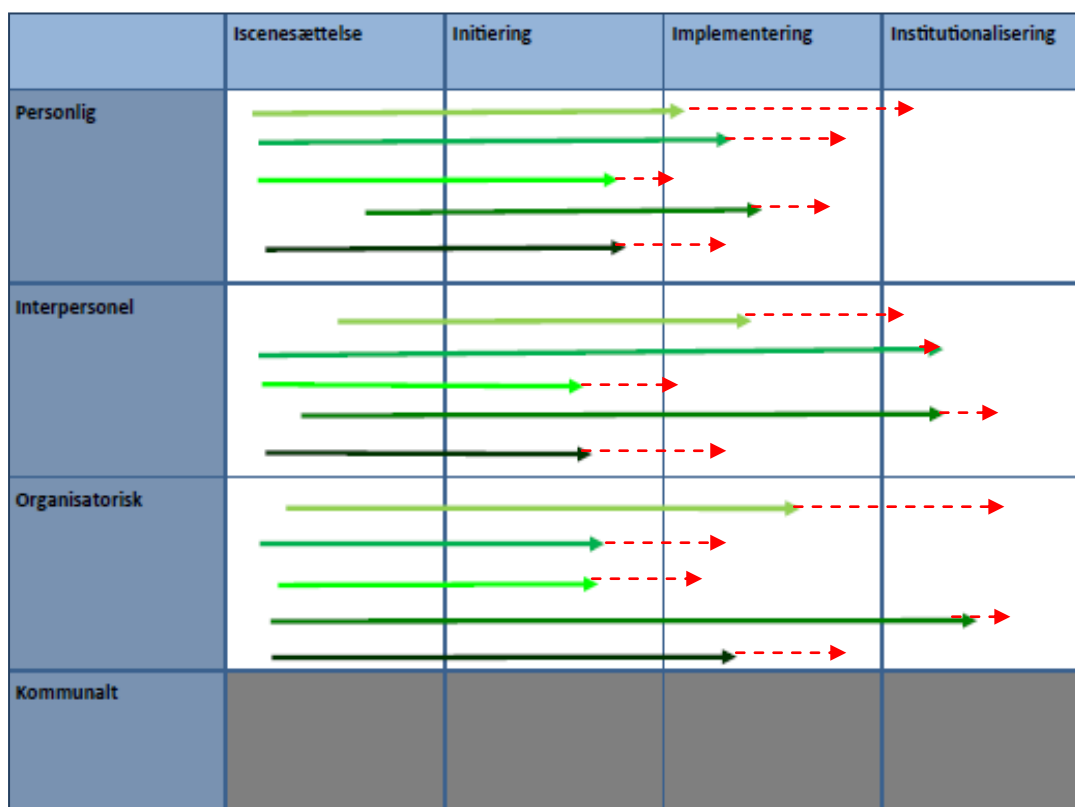 Iscenesættelse
Initiering
Implementering
Institutionalisering
Personlig
Interpersonel
Organisatorisk
Kommunalt